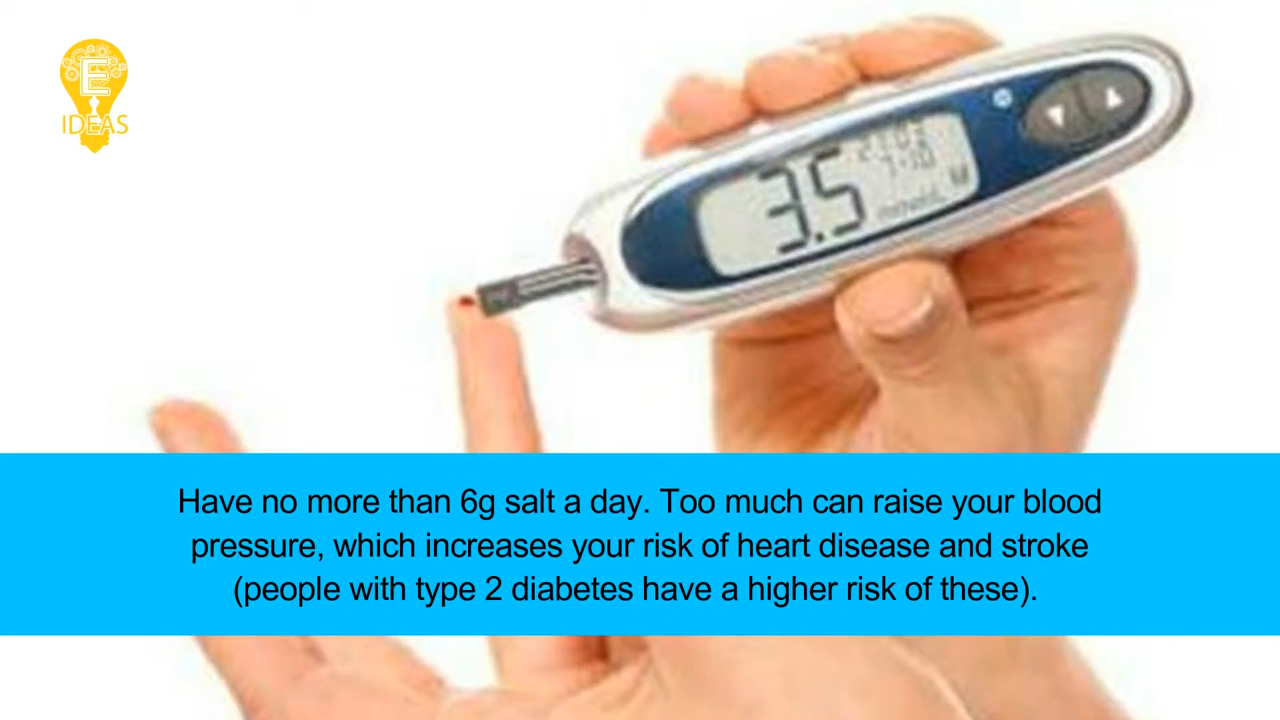 E
IDEAS
3.5
Have no more than 6g salt a day. Too much can raise your blood
pressure, which increases your risk of heart disease and stroke
(people with type 2 diabetes have a higher risk of these).